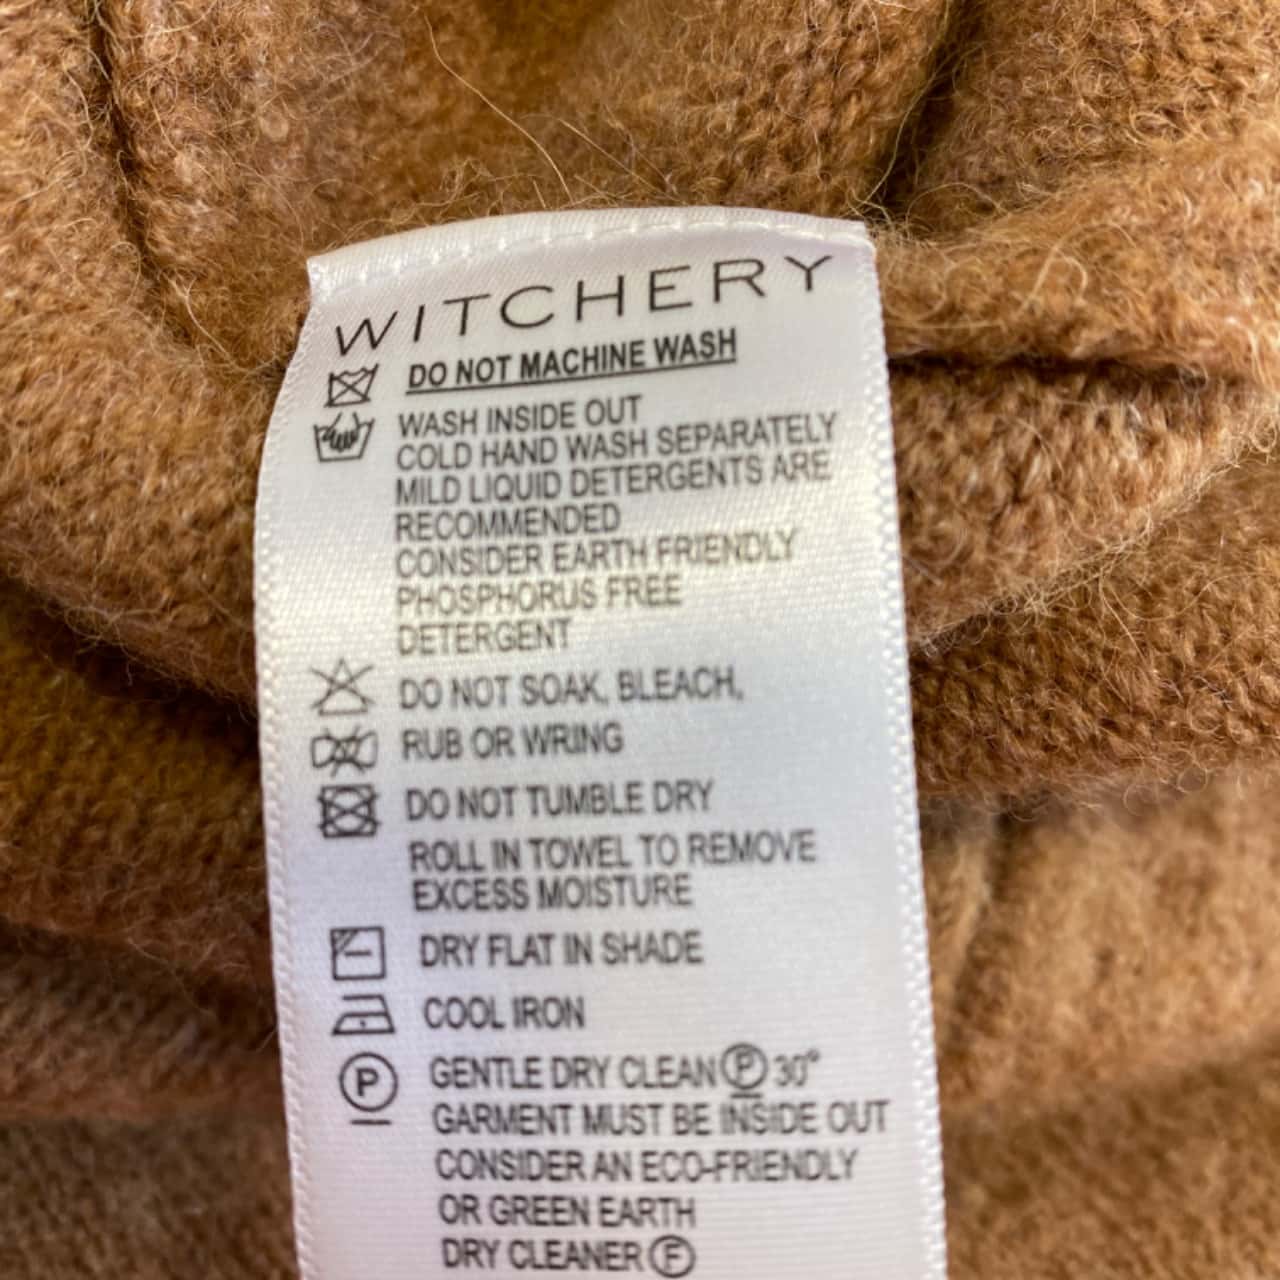 WITCHERY
DO NOT MACHINE WASH
WASH INSIDE OUT
COLD HAND WASH SEPARATELY
MILD LIQUID DETERGENTS ARE
RECOMMENDED
CONSIDER EARTH FRIENDLY
PHOSPHORUS FREE
DETERGENT
DO NOT SOAK, BLEACH,
RUB OR WRING
DO NOT TUMBLE DRY
ROLL IN TOWEL TO REMOVE
EXCESS MOISTURE
DRY FLAT IN SHADE
COOL IRON
P GENTLE DRY CLEAN P 30°
GARMENT MUST BE INSIDE OUT
CONSIDER AN ECO-FRIENDLY
OR GREEN EARTH
DRY CLEANER F